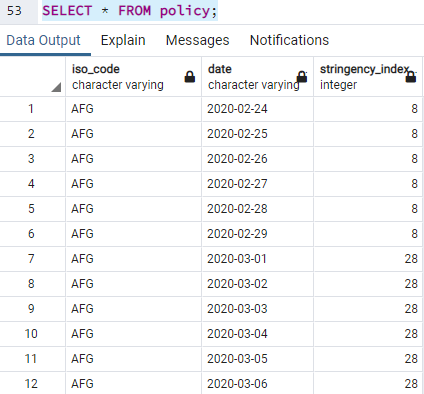 53 SELECT * FROM policy;
Data Output Explain Messages Notifications
iso_code date stringency_index
character varying character varying integer
1 AFG 2020-02-24 8
2 AFG 2020-02-25 8
3 AFG 2020-02-26 8
4 AFG 2020-02-27 8
5 AFG 2020-02-28 8
6 AFG 2020-02-29 8
7 AFG 2020-03-01 28
8 AFG 2020-03-02 28
9 AFG 2020-03-03 28
10 AFG 2020-03-04 28
11 AFG 2020-03-05 28
12 AFG 2020-03-06 28